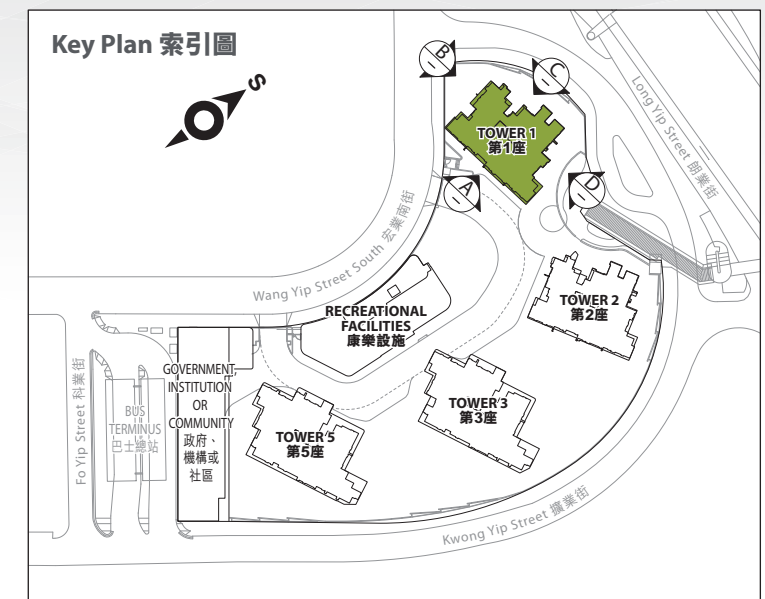 Key Plan 索引圖
S
B
C
TOWER 1
第1座
Long Yip Street 朗業街
A
D
Wang Yip Street South 宏業南街
TOWER 2
第2座
RECREATIONAL
FACILITIES
康樂設施
GOVERNMENT,
INSTITUTION
OR
COMMUNITY
政府、
機構或
社區
Fo Yip Street 科業街
BUS
TERMINUS
巴士總站
TOWER 3
第3座
TOWER 5
第5座
Kwong Yip Street 擴業街